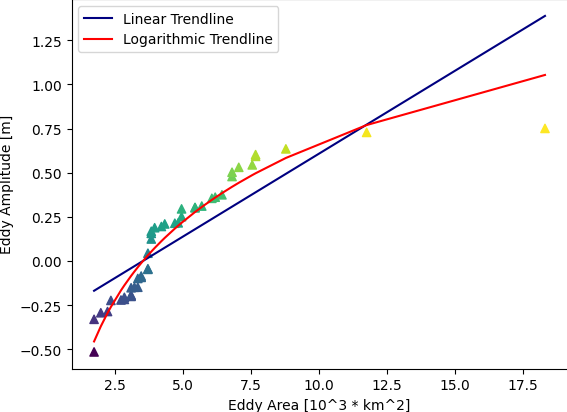 Linear Trendline
Logarithmic Trendline
1.25
1.00
0.75
0.50
0.25
0.00
−0.25
−0.50
Eddy Amplitude [m]
2.5 5.0 7.5 10.0 12.5 15.0 17.5
Eddy Area [10^3 * km^2]